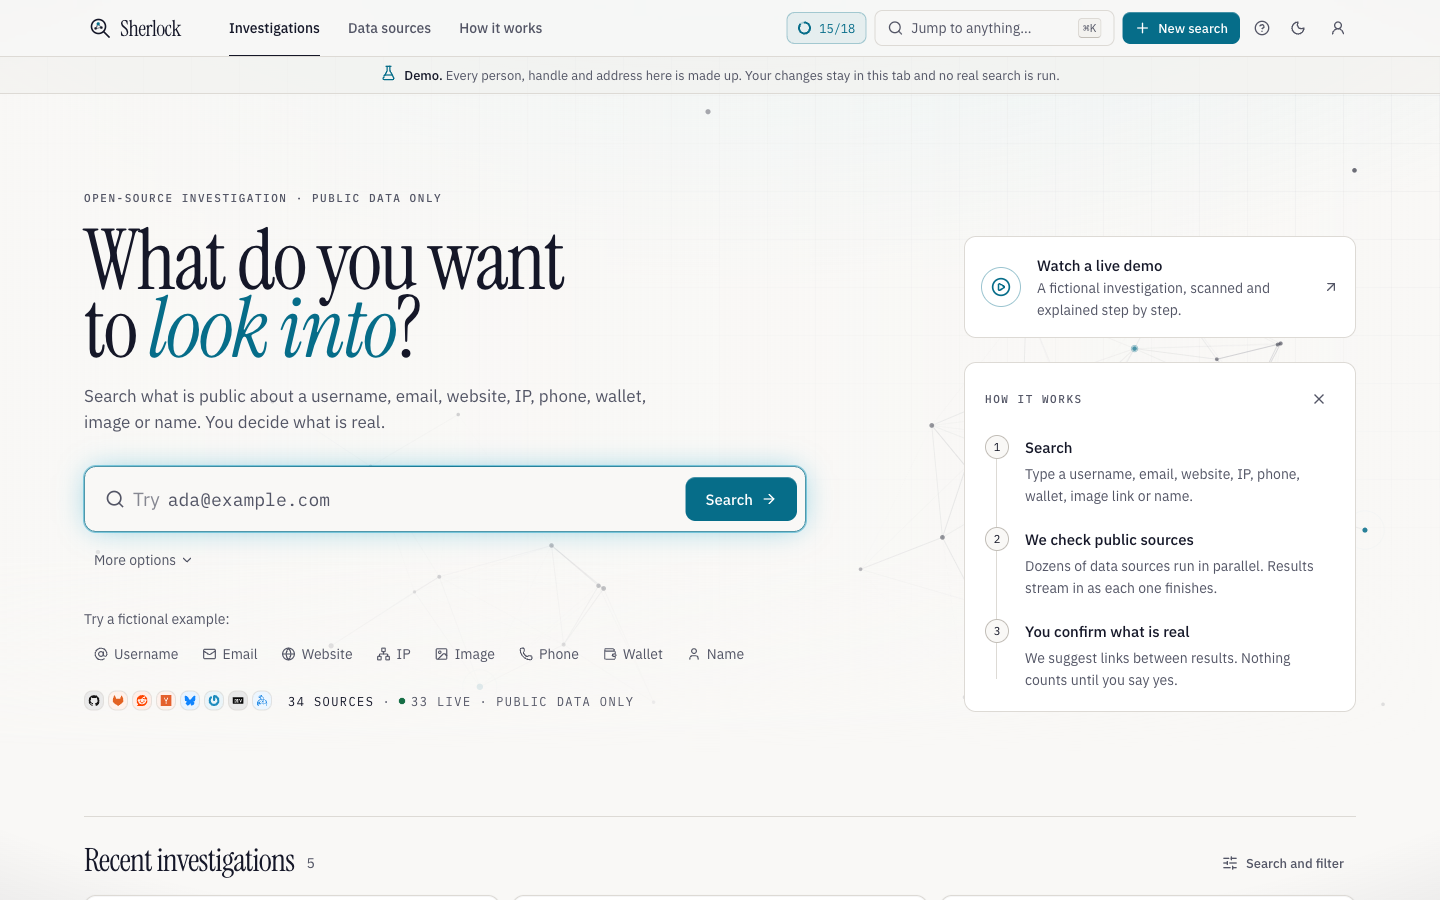 Sherlock
Investigations
Data sources
How it works
15/18
Jump to anything...
⌘K
New search
Demo. Every person, handle and address here is made up. Your changes stay in this tab and no real search is run.
OPEN-SOURCE INVESTIGATION · PUBLIC DATA ONLY
What do you want
to look into?
Search what is public about a username, email, website, IP, phone, wallet,
image or name. You decide what is real.
Try ada@example.com
Search
More options
Try a fictional example:
Username
Email
Website
IP
Image
Phone
Wallet
Name
34 SOURCES · 33 LIVE · PUBLIC DATA ONLY
Watch a live demo
A fictional investigation, scanned and
explained step by step.
HOW IT WORKS
1
Search
Type a username, email, website, IP, phone,
wallet, image link or name.
2
We check public sources
Dozens of data sources run in parallel. Results
stream in as each one finishes.
3
You confirm what is real
We suggest links between results. Nothing
counts until you say yes.
Recent investigations 5
Search and filter